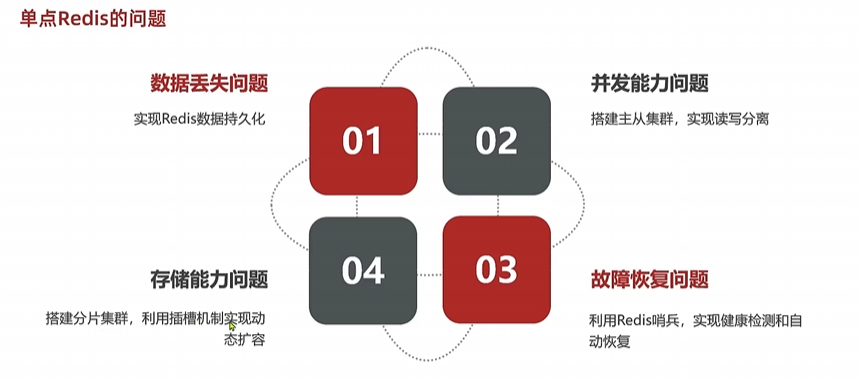 单点Redis的问题
数据丢失问题
实现Redis数据持久化
01
02
并发能力问题
搭建主从集群，实现读写分离
存储能力问题
搭建分片集群，利用插槽机制实现动
态扩容
04
03
故障恢复问题
利用Redis哨兵，实现健康检测和自
动恢复